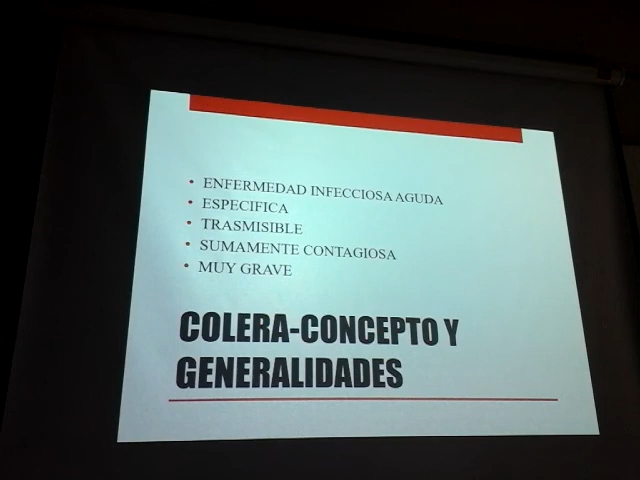 • ENFERMEDAD INFECCIOSA AGUDA
• ESPECIFICA
• TRASMISIBLE
• SUMAMENTE CONTAGIOSA
• MUY GRAVE
COLERA-CONCEPTO Y
GENERALIDADES